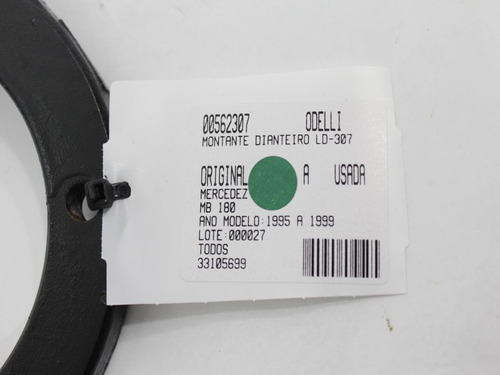 00562307 ODELLI
MONTANTE DIANTEIRO LD-307
ORIGINAL A USADA
MERCEDEZ
MB 180
ANO MODELO:1995 A 1999
LOTE:000027
TODOS
33105699